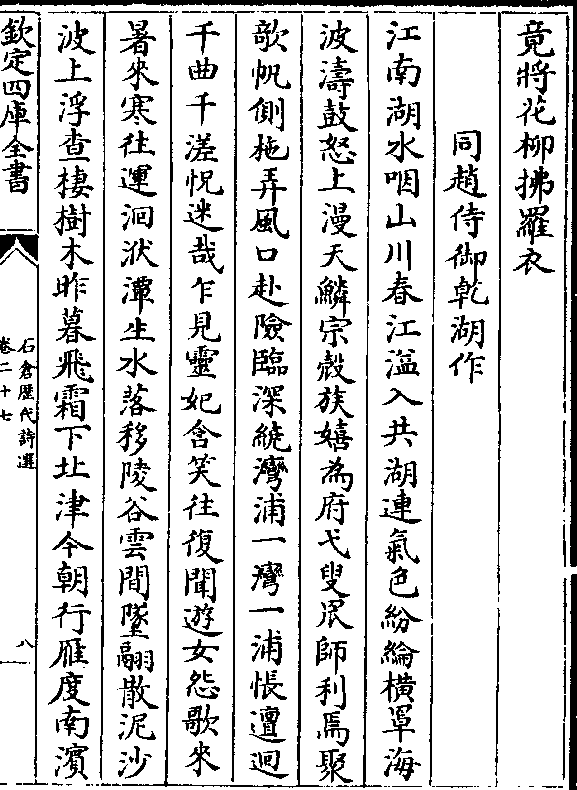 竟將花柳拂羅衣
同趙侍御乾湖作
江南湖水咽山川春江溢入共湖連氣色紛綸橫罩海
波濤鼓怒上漫天鱗宗殼族嬉為府弋叟罛師利焉聚
欹帆側柂弄風口赴險臨深繞灣浦一灣一浦悵邅迴
千曲千溠怳迷哉乍見靈妃含笑往復聞遊女怨歌來
暑來寒往運洄洑潭生水落移陵谷雲間墜翮散泥沙
波上浮查棲樹木昨暮飛霜下北津今朝行雁度南濱
欽定四庫全書
石倉歷代詩選
卷二十七
八